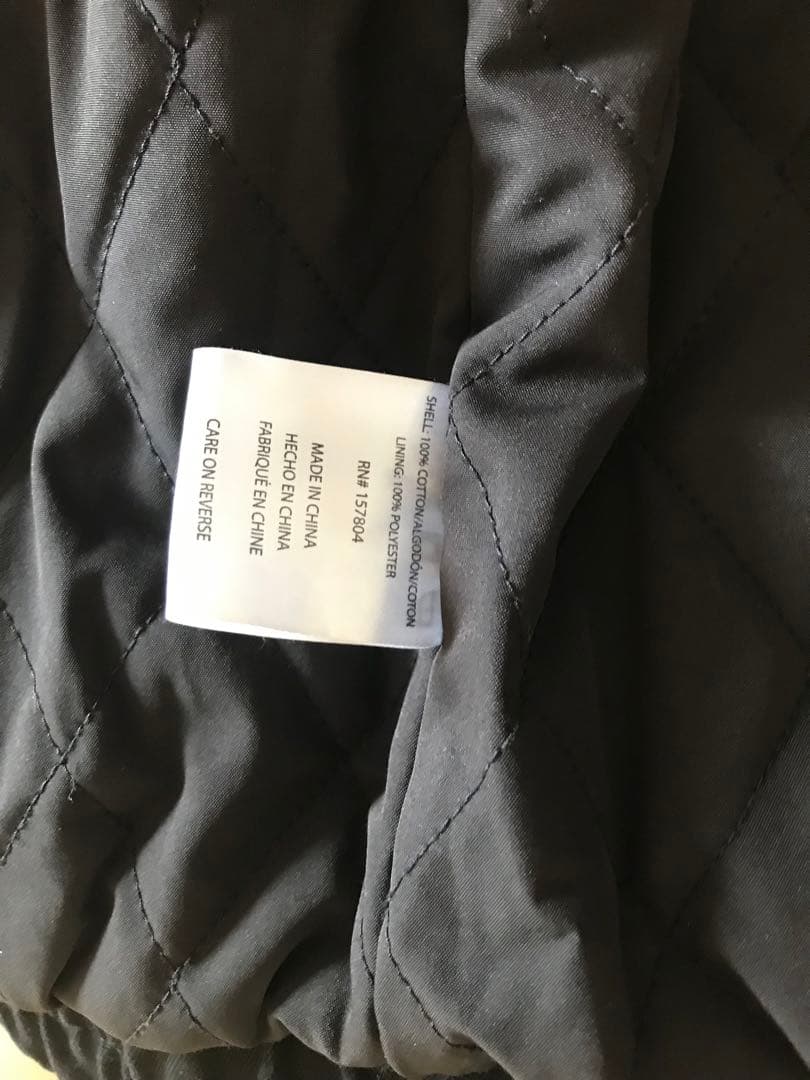 SHELL: 100% COTTON/ALGODÓN/COTON
LINING: 100% POLYESTER
RN# 157804
MADE IN CHINA
HECHO EN CHINA
FABRIQUÉ EN CHINE
CARE ON REVERSE